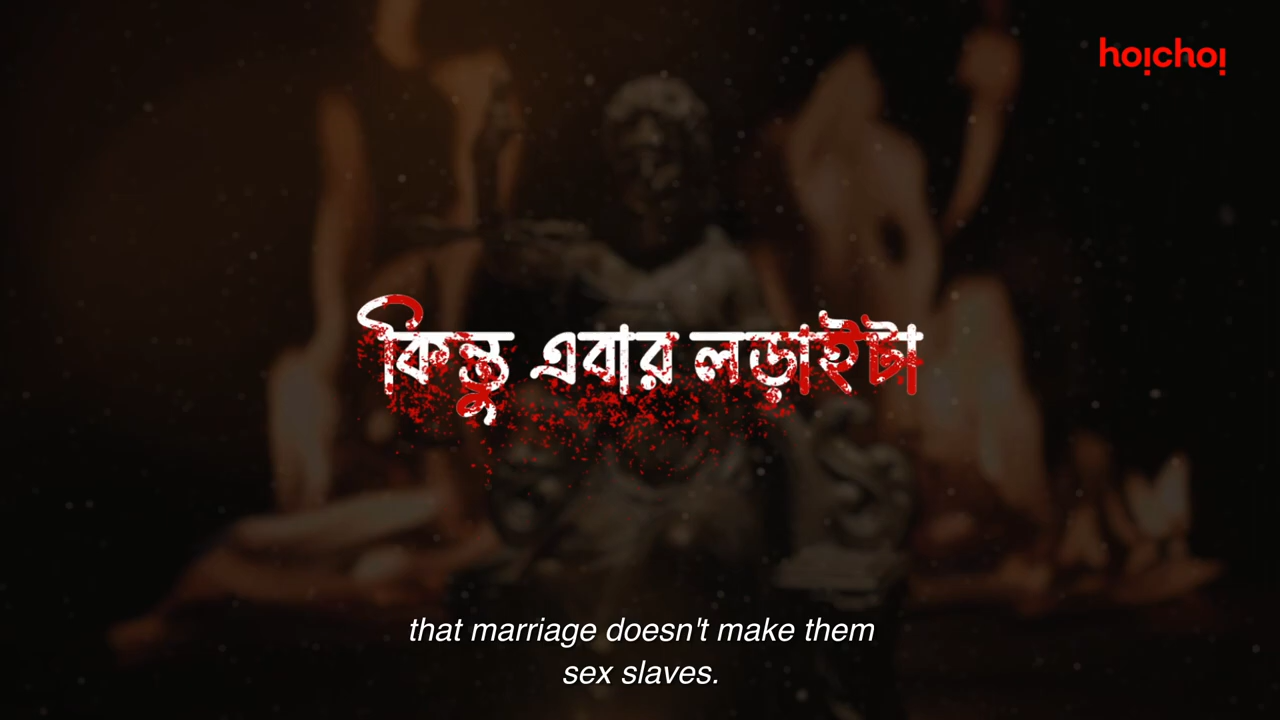 hoichoi
কিন্তু এবার লড়াইটা
that marriage doesn't make them
sex slaves.